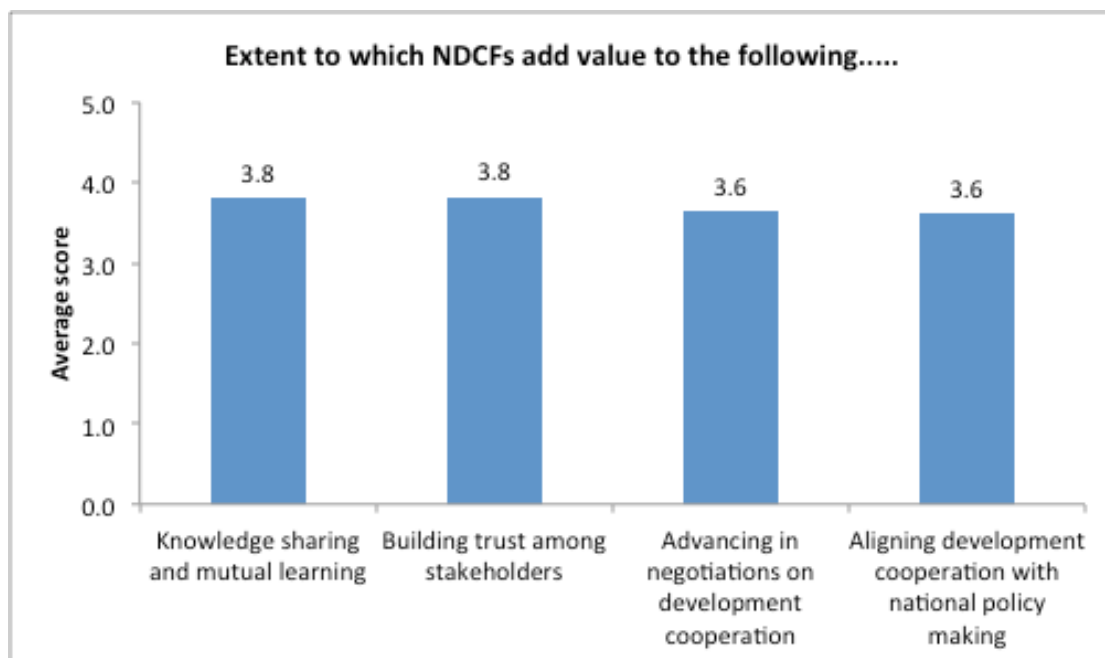 Extent to which NDCFs add value to the following.....
Average score
5.0
4.0
3.0
2.0
1.0
0.0
3.8
3.8
3.6
3.6
Knowledge sharing
and mutual learning
Building trust among
stakeholders
Advancing in
negotiations on
development
cooperation
Aligning development
cooperation with
national policy
making